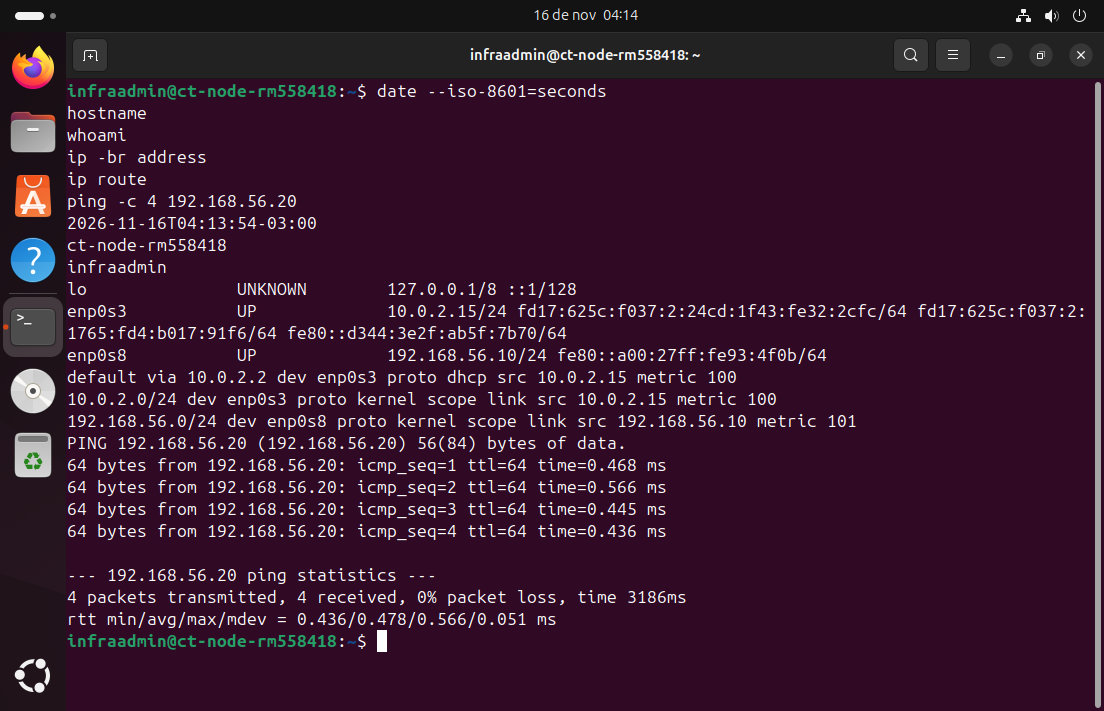 16 de nov 04:14
infraadmin@ct-node-rm558418: ~
infraadmin@ct-node-rm558418:~$ date --iso-8601=seconds
hostname
whoami
ip -br address
ip route
ping -c 4 192.168.56.20
2026-11-16T04:13:54-03:00
ct-node-rm558418
infraadmin
lo               UNKNOWN        127.0.0.1/8 ::1/128
enp0s3           UP             10.0.2.15/24 fd17:625c:f037:2:24cd:1f43:fe32:2cfc/64 fd17:625c:f037:2:
1765:fd4:b017:91f6/64 fe80::d344:3e2f:ab5f:7b70/64
enp0s8           UP             192.168.56.10/24 fe80::a00:27ff:fe93:4f0b/64
default via 10.0.2.2 dev enp0s3 proto dhcp src 10.0.2.15 metric 100
10.0.2.0/24 dev enp0s3 proto kernel scope link src 10.0.2.15 metric 100
192.168.56.0/24 dev enp0s8 proto kernel scope link src 192.168.56.10 metric 101
PING 192.168.56.20 (192.168.56.20) 56(84) bytes of data.
64 bytes from 192.168.56.20: icmp_seq=1 ttl=64 time=0.468 ms
64 bytes from 192.168.56.20: icmp_seq=2 ttl=64 time=0.566 ms
64 bytes from 192.168.56.20: icmp_seq=3 ttl=64 time=0.445 ms
64 bytes from 192.168.56.20: icmp_seq=4 ttl=64 time=0.436 ms
--- 192.168.56.20 ping statistics ---
4 packets transmitted, 4 received, 0% packet loss, time 3186ms
rtt min/avg/max/mdev = 0.436/0.478/0.566/0.051 ms
infraadmin@ct-node-rm558418:~$